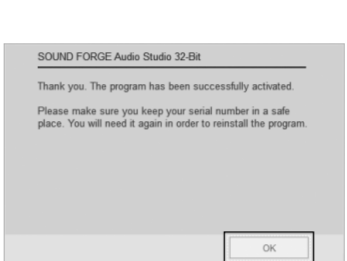 SOUND FORGE Audio Studio 32-Bit
Thank you. The program has been successfully activated.
Please make sure you keep your serial number in a safe
place. You will need it again in order to reinstall the program.
OK